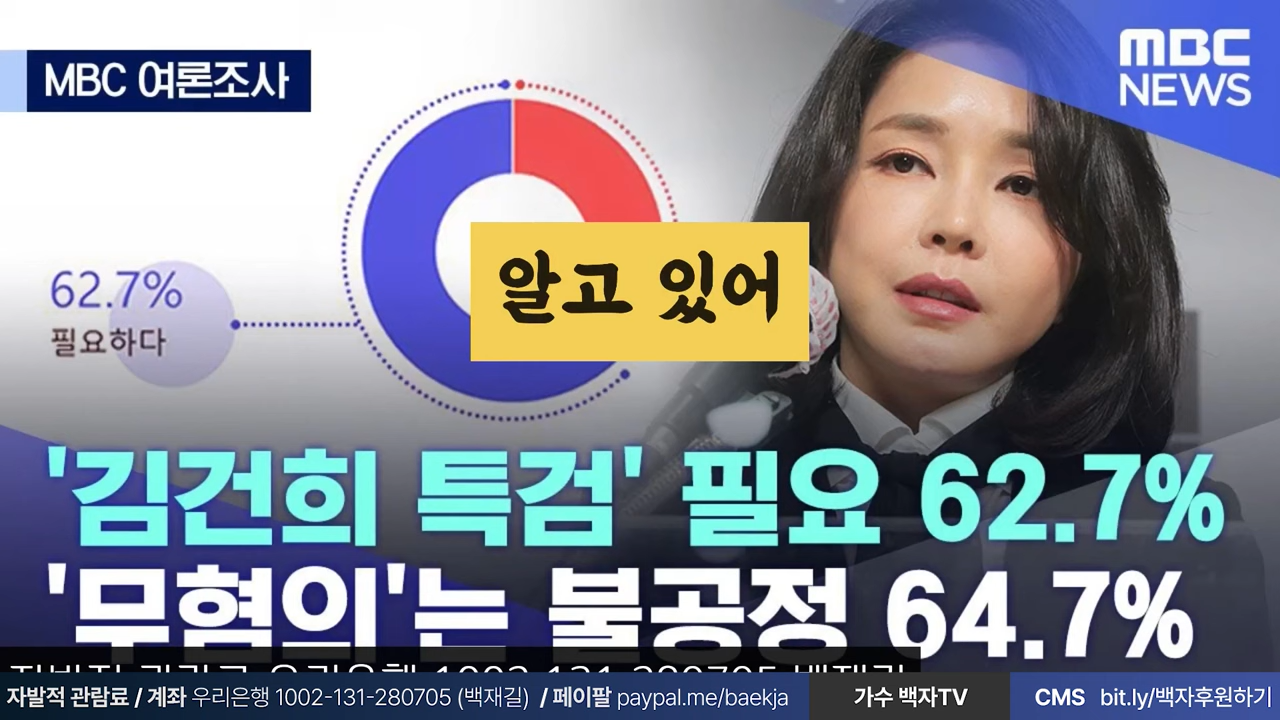 MBC 여론조사
MBC
NEWS
62.7%
필요하다
알고 있어
'김건희 특검' 필요 62.7%
'무혐의'는 불공정 64.7%
자발적 관람료 / 계좌 우리은행 1002-131-280705 (백재길) / 페이팔 paypal.me/baekja
가수 백자TV
CMS bit.ly/백자후원하기